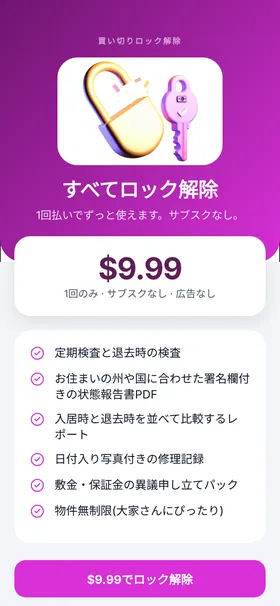 買い切りロック解除
すべてロック解除
1回払いでずっと使えます。サブスクなし。
$9.99
1回のみ · サブスクなし · 広告なし
定期検査と退去時の検査
お住まいの州や国に合わせた署名欄付
きの状態報告書PDF
入居時と退去時を並べて比較するレ
ポート
日付入り写真付きの修理記録
敷金・保証金の異議申し立てパック
物件無制限(大家さんにぴったり)
$9.99でロック解除